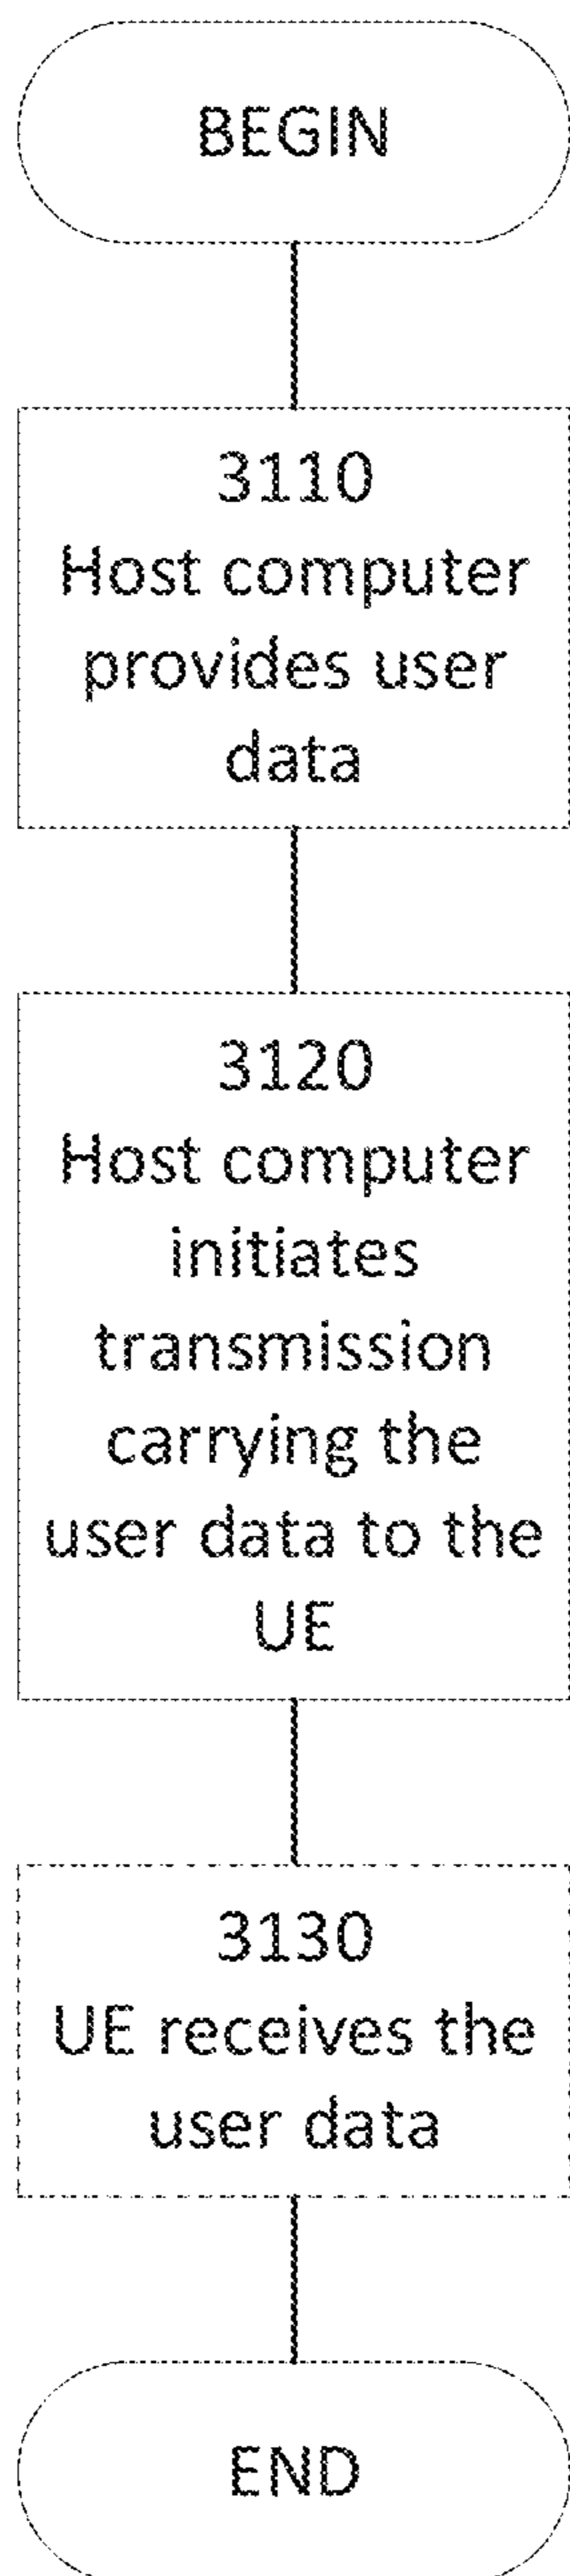 BEGIN
3110
Host computer
provides user
data
3120
Host computer
initiates
transmission
carrying the
user data to the
UE
3130
UE receives the
user data
END